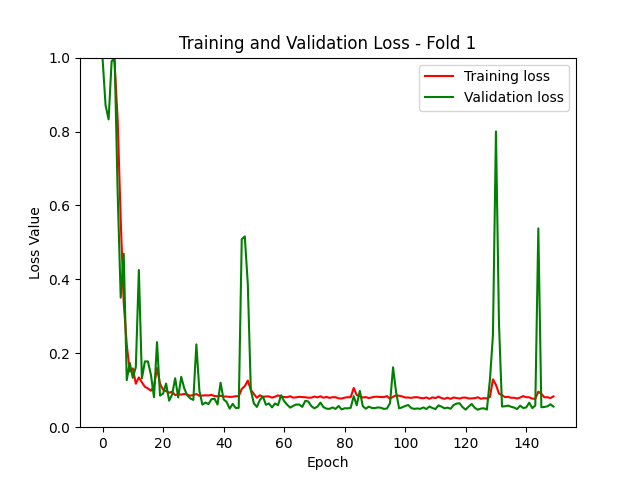 Training and Validation Loss - Fold 1
Training loss
Validation loss
Loss Value
1.0
0.8
0.6
0.4
0.2
0.0
0 20 40 60 80 100 120 140
Epoch